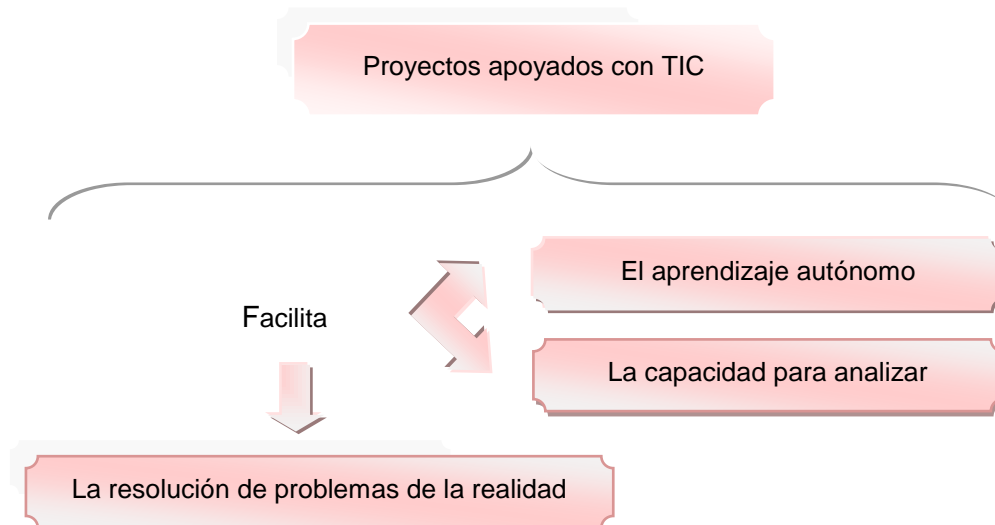 Proyectos apoyados con TIC
El aprendizaje autónomo
Facilita
La capacidad para analizar
La resolución de problemas de la realidad